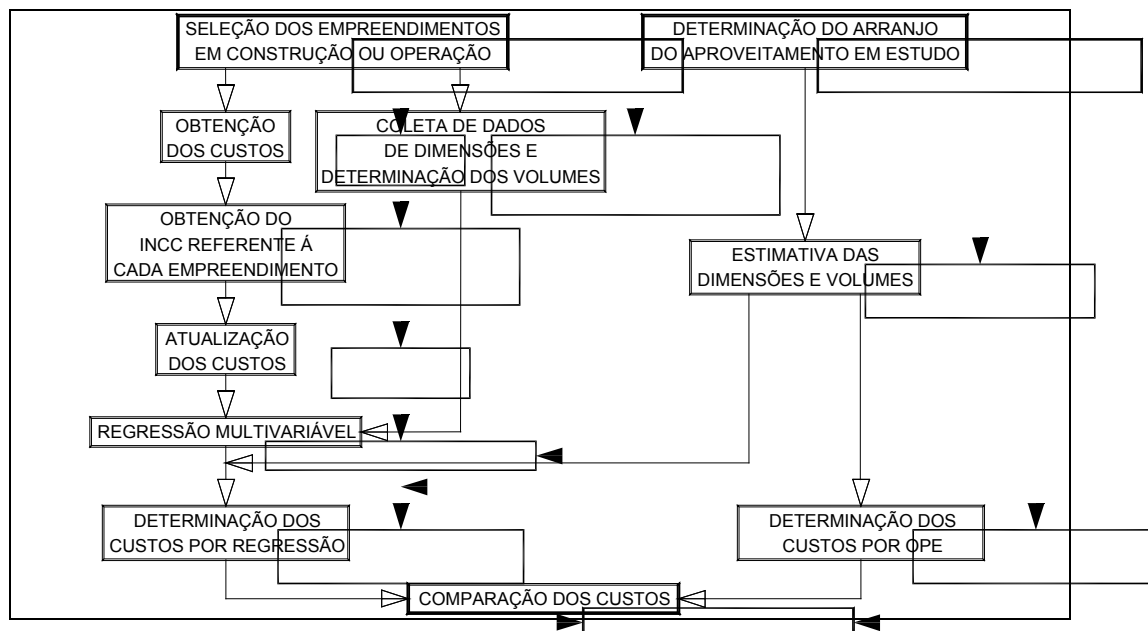 SELEÇÃO DOS EMPREENDIMENTOS
EM CONSTRUÇÃO OU OPERAÇÃO
DETERMINAÇÃO DO ARRANJO
DO APROVEITAMENTO EM ESTUDO
OBTENÇÃO
DOS CUSTOS
COLETA DE DADOS
DE DIMENSÕES E
DETERMINAÇÃO DOS VOLUMES
OBTENÇÃO DO
INCC REFERENTE Á
CADA EMPREENDIMENTO
ESTIMATIVA DAS
DIMENSÕES E VOLUMES
ATUALIZAÇÃO
DOS CUSTOS
REGRESSÃO MULTIVARIÁVEL
DETERMINAÇÃO DOS
CUSTOS POR REGRESSÃO
DETERMINAÇÃO DOS
CUSTOS POR OPE
COMPARAÇÃO DOS CUSTOS